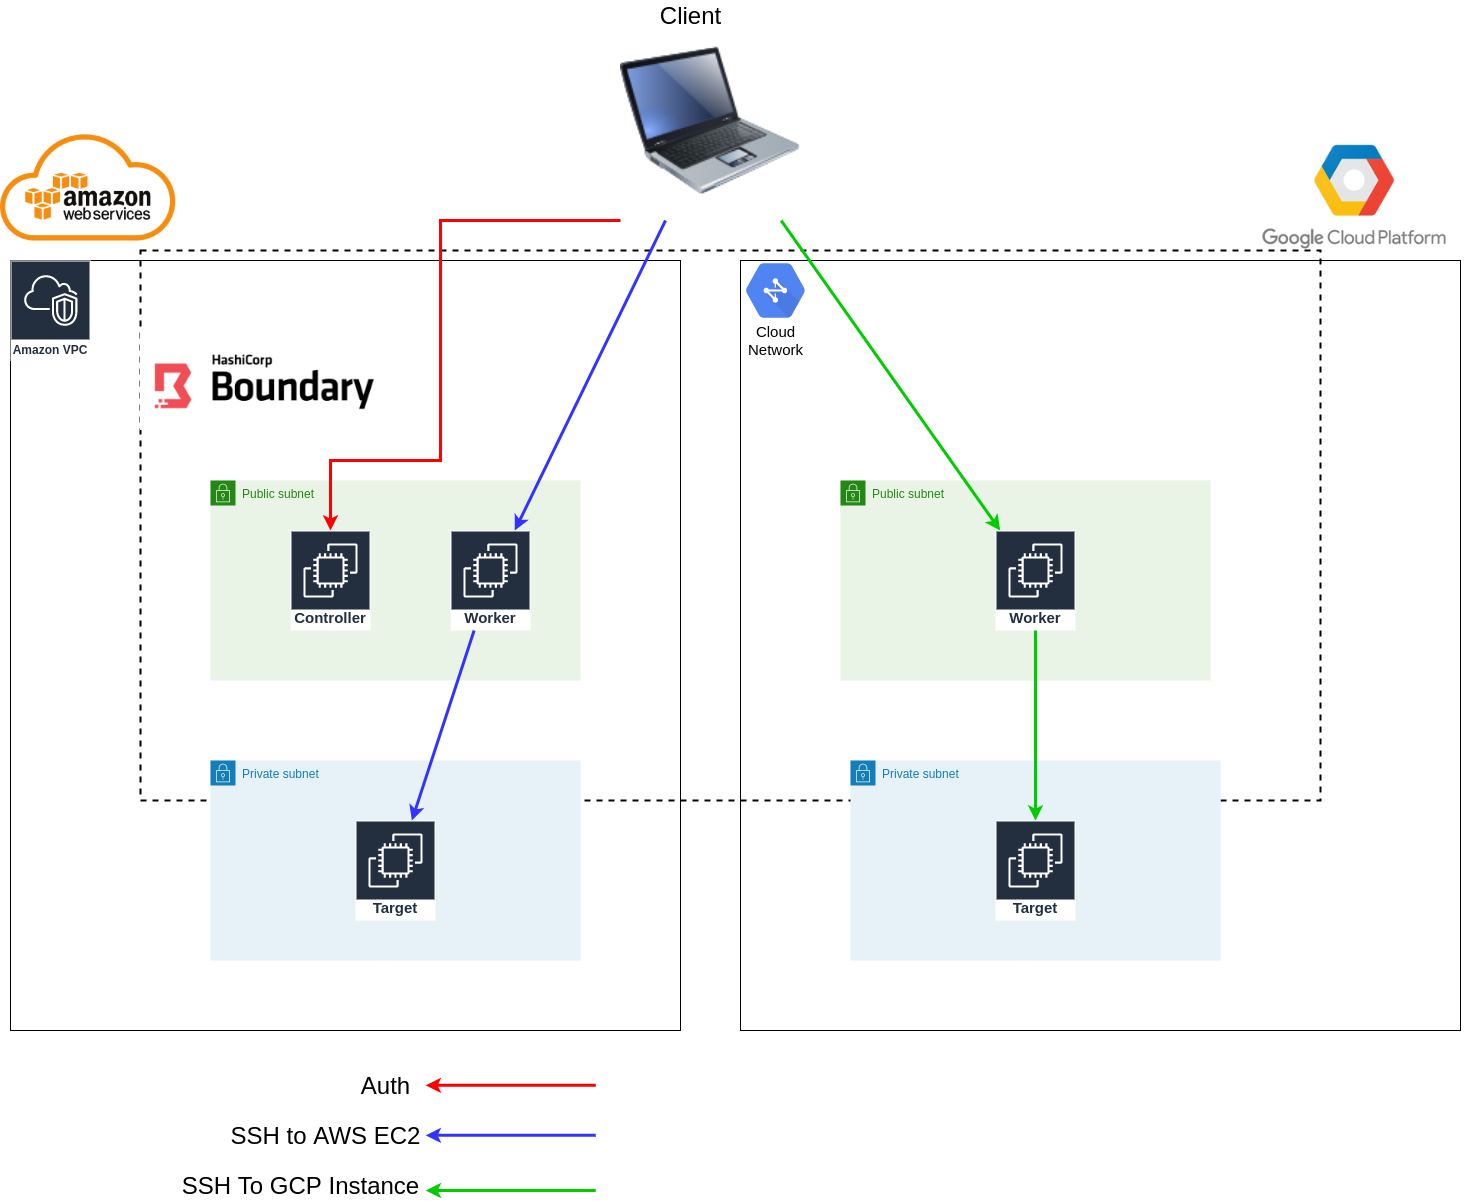 Client
amazon
web services
Google Cloud Platform
Amazon VPC
Cloud
Network
HashiCorp
Boundary
Public subnet
Public subnet
Controller
Worker
Worker
Private subnet
Private subnet
Target
Target
Auth
SSH to AWS EC2
SSH To GCP Instance